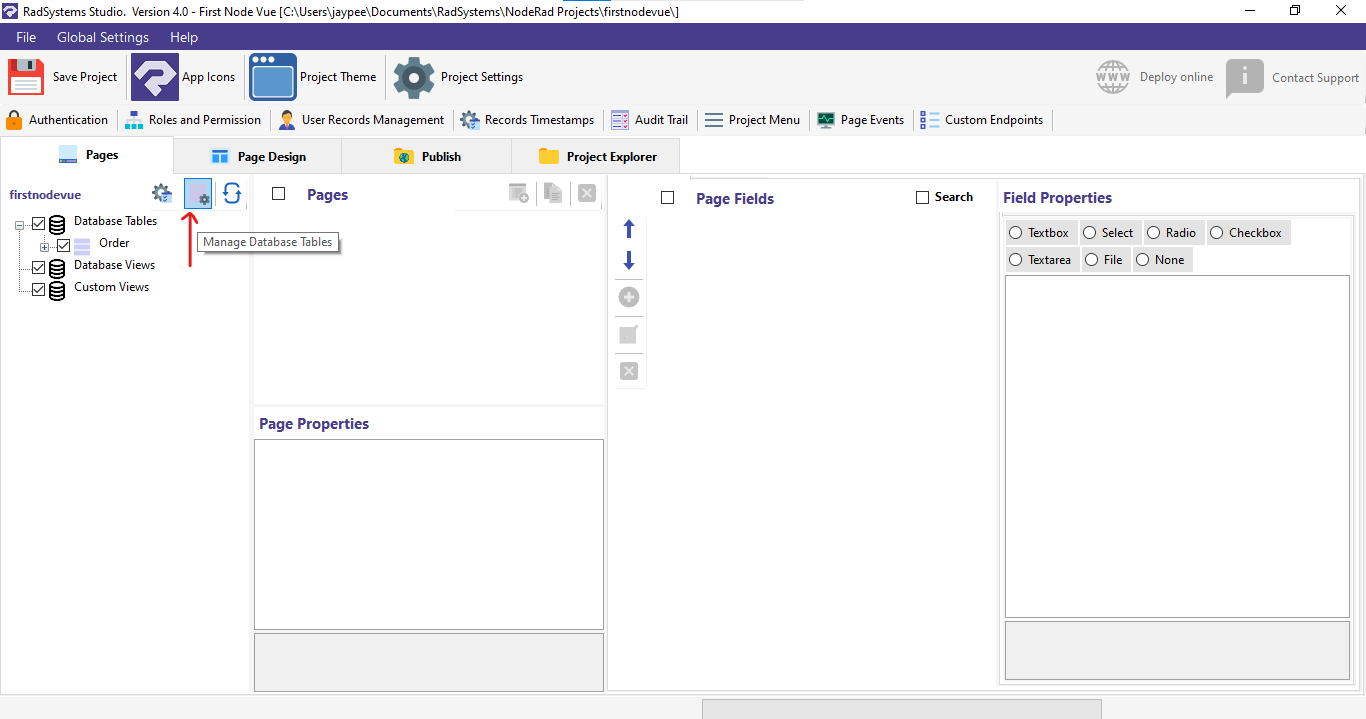 RadSystems Studio. Version 4.0 - First Node Vue [C:\Users\jaypee\Documents\RadSystems\NodeRad Projects\firstnodevue\]
File Global Settings Help
Save Project App Icons Project Theme Project Settings WWW Deploy online Contact Support
Authentication Roles and Permission User Records Management Records Timestamps Audit Trail Project Menu Page Events Custom Endpoints
Pages Page Design Publish Project Explorer
firstnodevue
Database Tables
Order
Database Views
Custom Views
Manage Database Tables
Pages
Page Properties
Page Fields Search
Field Properties
Textbox Select Radio Checkbox
Textarea File None